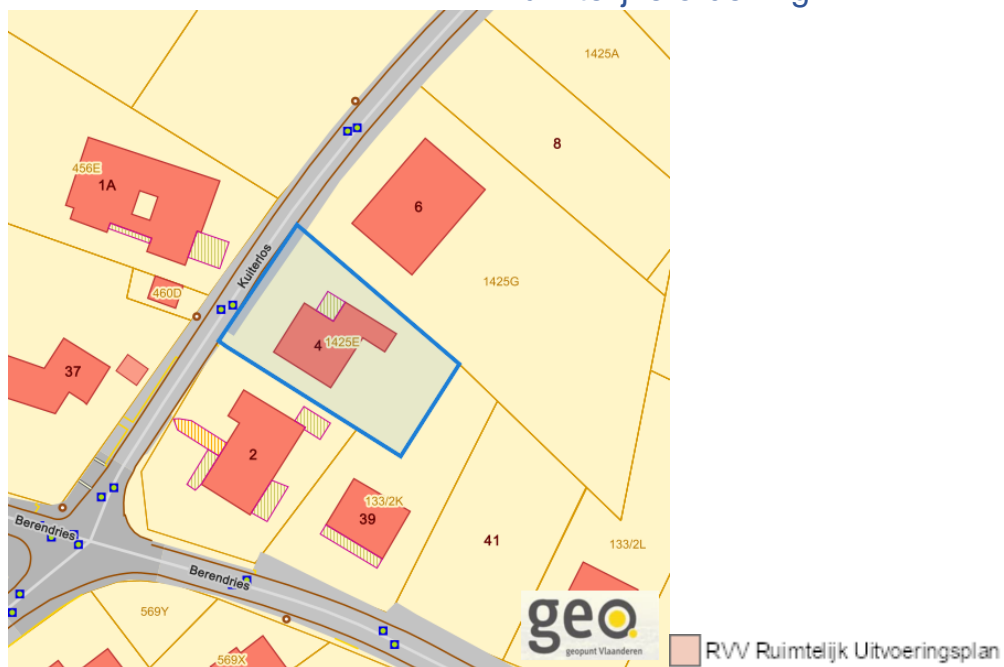 1425A
8
456E
1A
6
Kuiterlos
1425G
460D
4
1425E
37
2
133/2K
39
41
133/2L
Berendries
Berendries
569Y
569X
geo.
geopunt Vlaanderen
RVV Ruimtelijk Uitvoeringsplan